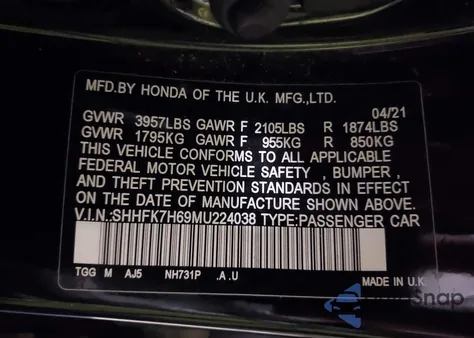 MFD.BY HONDA OF THE U.K. MFG.,LTD.
04/21
GVWR 3957LBS GAWR F 2105LBS R 1874LBS
GVWR 1795KG GAWR F 955KG R 850KG
THIS VEHICLE CONFORMS TO ALL APPLICABLE
FEDERAL MOTOR VEHICLE SAFETY , BUMPER ,
AND THEFT PREVENTION STANDARDS IN EFFECT
ON THE DATE OF MANUFACTURE SHOWN ABOVE.
V.I.N.:SHHFK7H69MU224038 TYPE:PASSENGER CAR
TGG M AJ5 NH731P .A .U
MADE IN U.K.
Snap